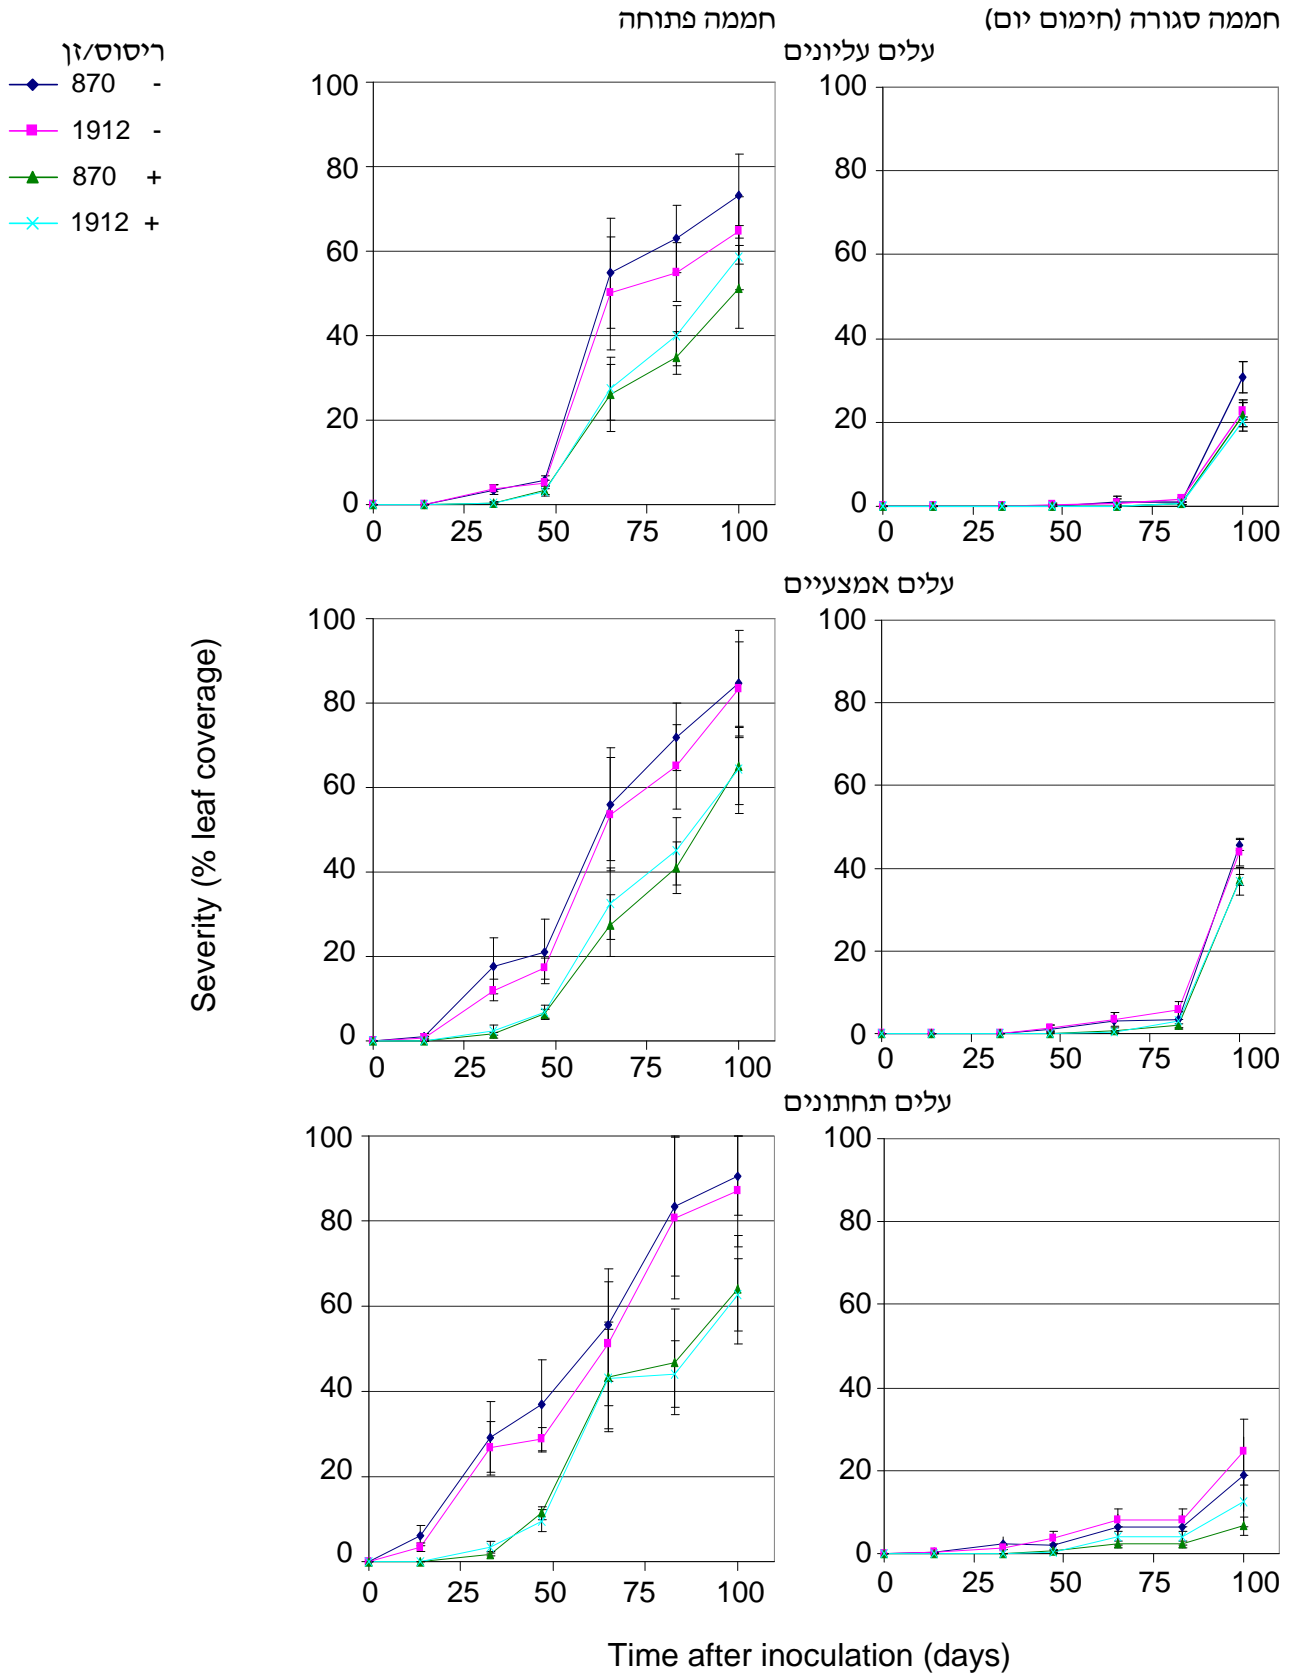 חממה פתוחה
חממה סגורה (חימום יום)
ריסוס/זן
870 -
1912 -
870 +
1912 +
עלים עליונים
100
80
60
40
20
0
0 25 50 75 100
100
80
60
40
20
0
0 25 50 75 100
עלים אמצעיים
100
80
60
40
20
0
0 25 50 75 100
100
80
60
40
20
0
0 25 50 75 100
עלים תחתונים
100
80
60
40
20
0
0 25 50 75 100
100
80
60
40
20
0
0 25 50 75 100
Severity (% leaf coverage)
Time after inoculation (days)